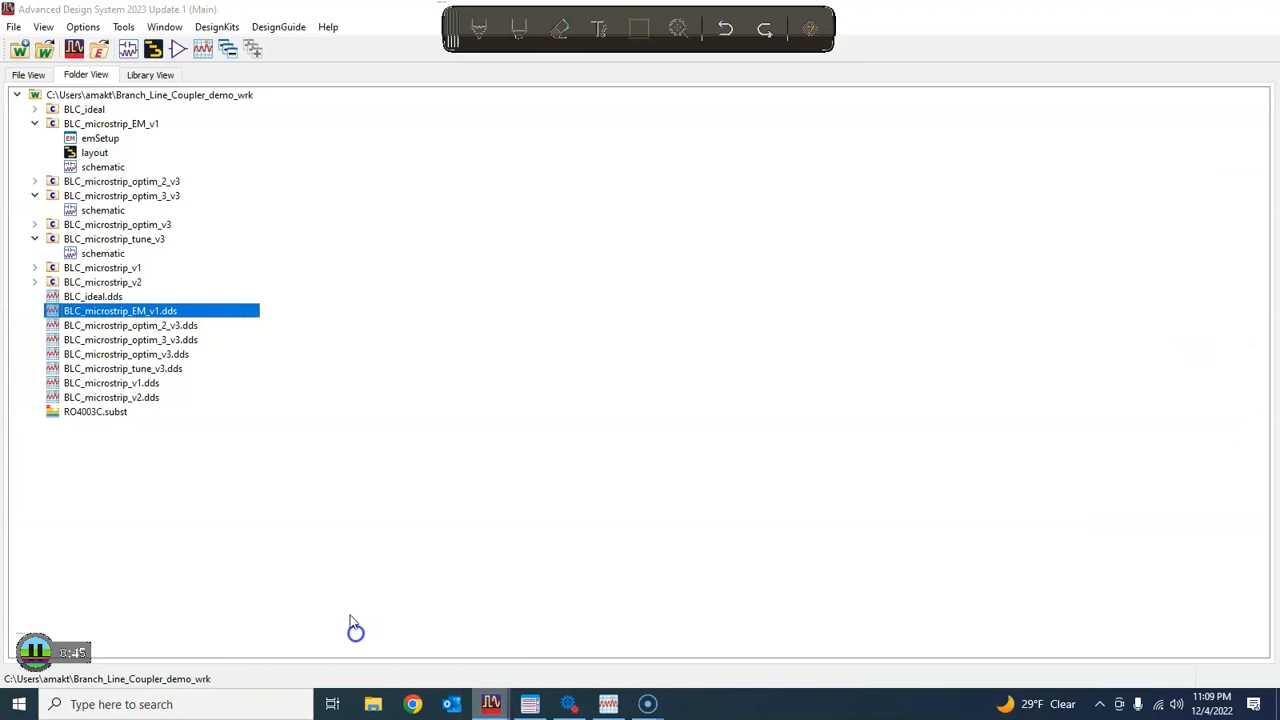 Advanced Design System 2023 Update 1 (Main)
File View Options Tools Window DesignKits DesignGuide Help
File View Folder View Library View
C:\Users\amakt\Branch_Line_Coupler_demo_wrk
BLC_ideal
BLC_microstrip_EM_v1
emSetup
layout
schematic
BLC_microstrip_optim_2_v3
BLC_microstrip_optim_3_v3
schematic
BLC_microstrip_optim_v3
BLC_microstrip_tune_v3
schematic
BLC_microstrip_v1
BLC_microstrip_v2
BLC_ideal.dds
BLC_microstrip_EM_v1.dds
BLC_microstrip_optim_2_v3.dds
BLC_microstrip_optim_3_v3.dds
BLC_microstrip_optim_v3.dds
BLC_microstrip_tune_v3.dds
BLC_microstrip_v1.dds
BLC_microstrip_v2.dds
RO4003C.subst
0:45
C:\Users\amakt\Branch_Line_Coupler_demo_wrk
Type here to search
29°F Clear
1:09 PM
12/4/2022